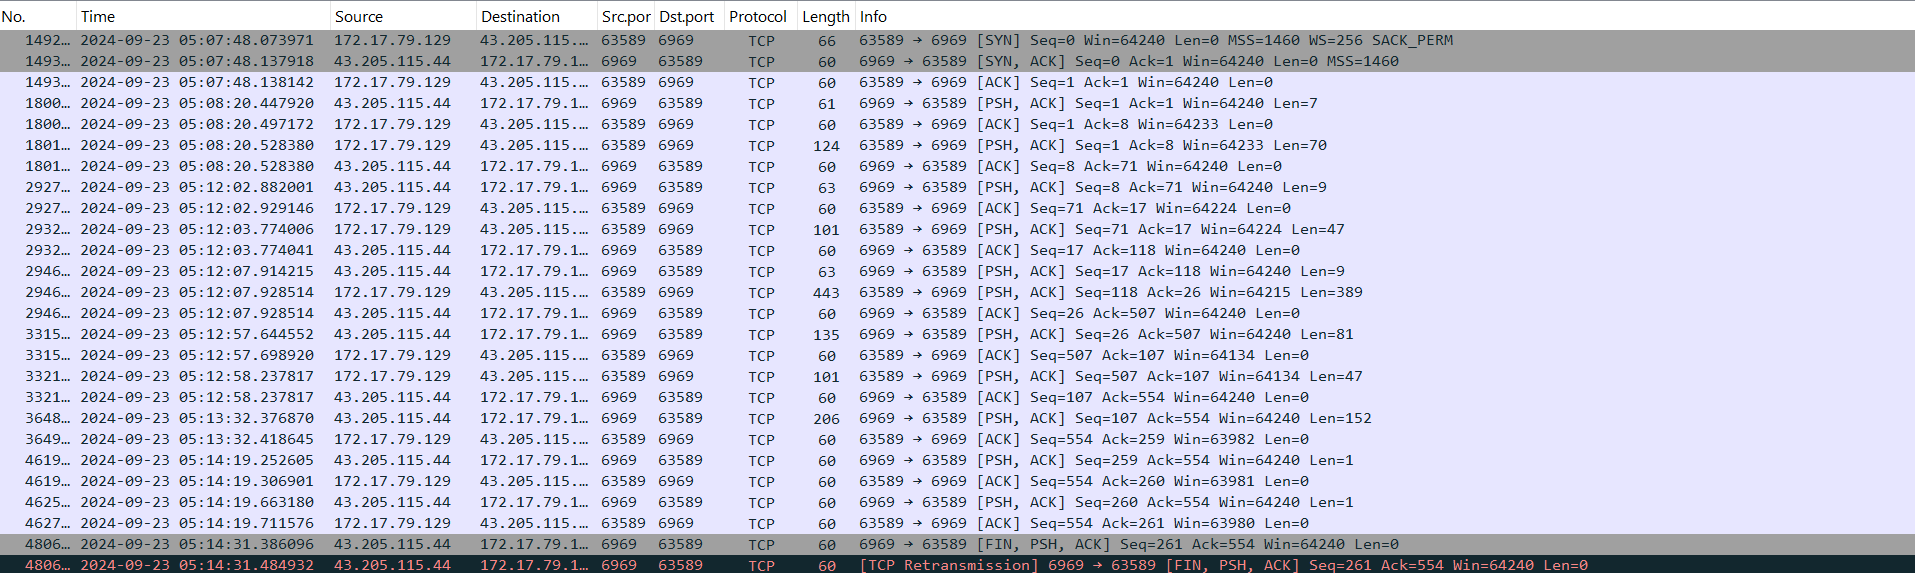 No. Time Source Destination Src.por Dst.port Protocol Length Info
1492… 2024-09-23 05:07:48.073971 172.17.79.129 43.205.115.… 63589 6969 TCP 66 63589 → 6969 [SYN] Seq=0 Win=64240 Len=0 MSS=1460 WS=256 SACK_PERM
1493… 2024-09-23 05:07:48.137918 43.205.115.44 172.17.79.1… 6969 63589 TCP 60 6969 → 63589 [SYN, ACK] Seq=0 Ack=1 Win=64240 Len=0 MSS=1460
1493… 2024-09-23 05:07:48.138142 172.17.79.129 43.205.115.… 63589 6969 TCP 60 63589 → 6969 [ACK] Seq=1 Ack=1 Win=64240 Len=0
1800… 2024-09-23 05:08:20.447920 43.205.115.44 172.17.79.1… 6969 63589 TCP 61 6969 → 63589 [PSH, ACK] Seq=1 Ack=1 Win=64240 Len=7
1800… 2024-09-23 05:08:20.497172 172.17.79.129 43.205.115.… 63589 6969 TCP 60 63589 → 6969 [ACK] Seq=1 Ack=8 Win=64233 Len=0
1801… 2024-09-23 05:08:20.528380 172.17.79.129 43.205.115.… 63589 6969 TCP 124 63589 → 6969 [PSH, ACK] Seq=1 Ack=8 Win=64233 Len=70
1801… 2024-09-23 05:08:20.528380 43.205.115.44 172.17.79.1… 6969 63589 TCP 60 6969 → 63589 [ACK] Seq=8 Ack=71 Win=64240 Len=0
2927… 2024-09-23 05:12:02.882001 43.205.115.44 172.17.79.1… 6969 63589 TCP 63 6969 → 63589 [PSH, ACK] Seq=8 Ack=71 Win=64240 Len=9
2927… 2024-09-23 05:12:02.929146 172.17.79.129 43.205.115.… 63589 6969 TCP 60 63589 → 6969 [ACK] Seq=71 Ack=17 Win=64224 Len=0
2932… 2024-09-23 05:12:03.774006 172.17.79.129 43.205.115.… 63589 6969 TCP 101 63589 → 6969 [PSH, ACK] Seq=71 Ack=17 Win=64224 Len=47
2932… 2024-09-23 05:12:03.774041 43.205.115.44 172.17.79.1… 6969 63589 TCP 60 6969 → 63589 [ACK] Seq=17 Ack=118 Win=64240 Len=0
2946… 2024-09-23 05:12:07.914215 43.205.115.44 172.17.79.1… 6969 63589 TCP 63 6969 → 63589 [PSH, ACK] Seq=17 Ack=118 Win=64240 Len=9
2946… 2024-09-23 05:12:07.928514 172.17.79.129 43.205.115.… 63589 6969 TCP 443 63589 → 6969 [PSH, ACK] Seq=118 Ack=26 Win=64215 Len=389
2946… 2024-09-23 05:12:07.928514 43.205.115.44 172.17.79.1… 6969 63589 TCP 60 6969 → 63589 [ACK] Seq=26 Ack=507 Win=64240 Len=0
3315… 2024-09-23 05:12:57.644552 43.205.115.44 172.17.79.1… 6969 63589 TCP 135 6969 → 63589 [PSH, ACK] Seq=26 Ack=507 Win=64240 Len=81
3315… 2024-09-23 05:12:57.698920 172.17.79.129 43.205.115.… 63589 6969 TCP 60 63589 → 6969 [ACK] Seq=507 Ack=107 Win=64134 Len=0
3321… 2024-09-23 05:12:58.237817 172.17.79.129 43.205.115.… 63589 6969 TCP 101 63589 → 6969 [PSH, ACK] Seq=507 Ack=107 Win=64134 Len=47
3321… 2024-09-23 05:12:58.237817 43.205.115.44 172.17.79.1… 6969 63589 TCP 60 6969 → 63589 [ACK] Seq=107 Ack=554 Win=64240 Len=0
3648… 2024-09-23 05:13:32.376870 43.205.115.44 172.17.79.1… 6969 63589 TCP 206 6969 → 63589 [PSH, ACK] Seq=107 Ack=554 Win=64240 Len=152
3649… 2024-09-23 05:13:32.418645 172.17.79.129 43.205.115.… 63589 6969 TCP 60 63589 → 6969 [ACK] Seq=554 Ack=259 Win=63982 Len=0
4619… 2024-09-23 05:14:19.252605 43.205.115.44 172.17.79.1… 6969 63589 TCP 60 6969 → 63589 [PSH, ACK] Seq=259 Ack=554 Win=64240 Len=1
4619… 2024-09-23 05:14:19.306901 172.17.79.129 43.205.115.… 63589 6969 TCP 60 63589 → 6969 [ACK] Seq=554 Ack=260 Win=63981 Len=0
4625… 2024-09-23 05:14:19.663180 43.205.115.44 172.17.79.1… 6969 63589 TCP 60 6969 → 63589 [PSH, ACK] Seq=260 Ack=554 Win=64240 Len=1
4627… 2024-09-23 05:14:19.711576 172.17.79.129 43.205.115.… 63589 6969 TCP 60 63589 → 6969 [ACK] Seq=554 Ack=261 Win=63980 Len=0
4806… 2024-09-23 05:14:31.386096 43.205.115.44 172.17.79.1… 6969 63589 TCP 60 6969 → 63589 [FIN, PSH, ACK] Seq=261 Ack=554 Win=64240 Len=0
4806… 2024-09-23 05:14:31.484932 43.205.115.44 172.17.79.1… 6969 63589 TCP 60 [TCP Retransmission] 6969 → 63589 [FIN, PSH, ACK] Seq=261 Ack=554 Win=64240 Len=0